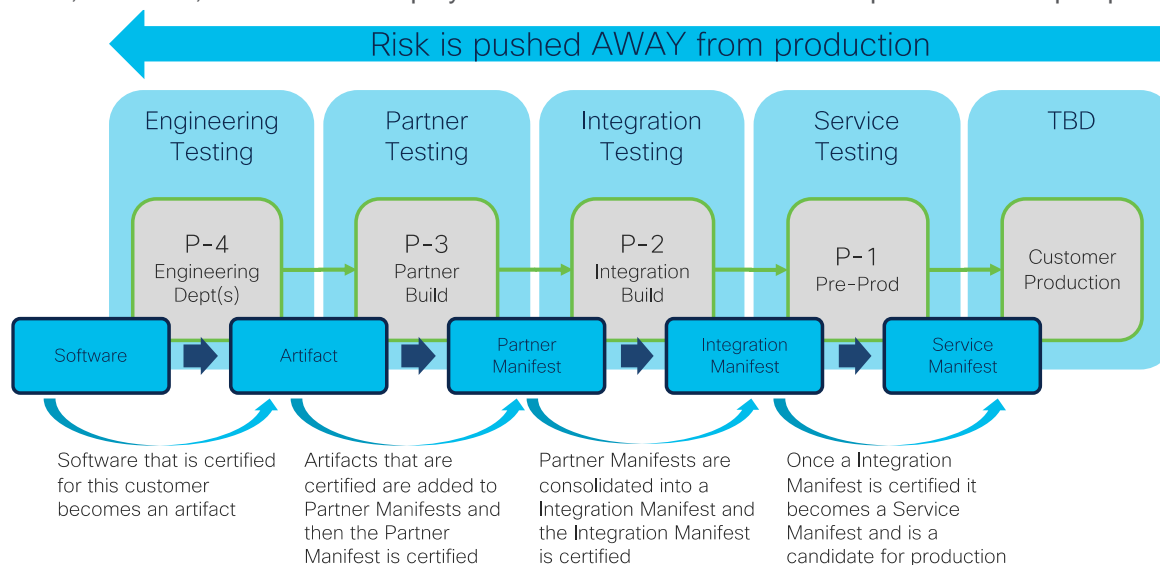 Risk is pushed AWAY from production
Engineering
Testing
Partner
Testing
Integration
Testing
Service
Testing
TBD
P-4
Engineering
Dept(s)
P-3
Partner
Build
P-2
Integration
Build
P-1
Pre-Prod
Customer
Production
Software
Artifact
Partner
Manifest
Integration
Manifest
Service
Manifest
Software that is certified
for this customer
becomes an artifact
Artifacts that are
certified are added to
Partner Manifests and
then the Partner
Manifest is certified
Partner Manifests are
consolidated into a
Integration Manifest and
the Integration Manifest
is certified
Once a Integration
Manifest is certified it
becomes a Service
Manifest and is a
candidate for production